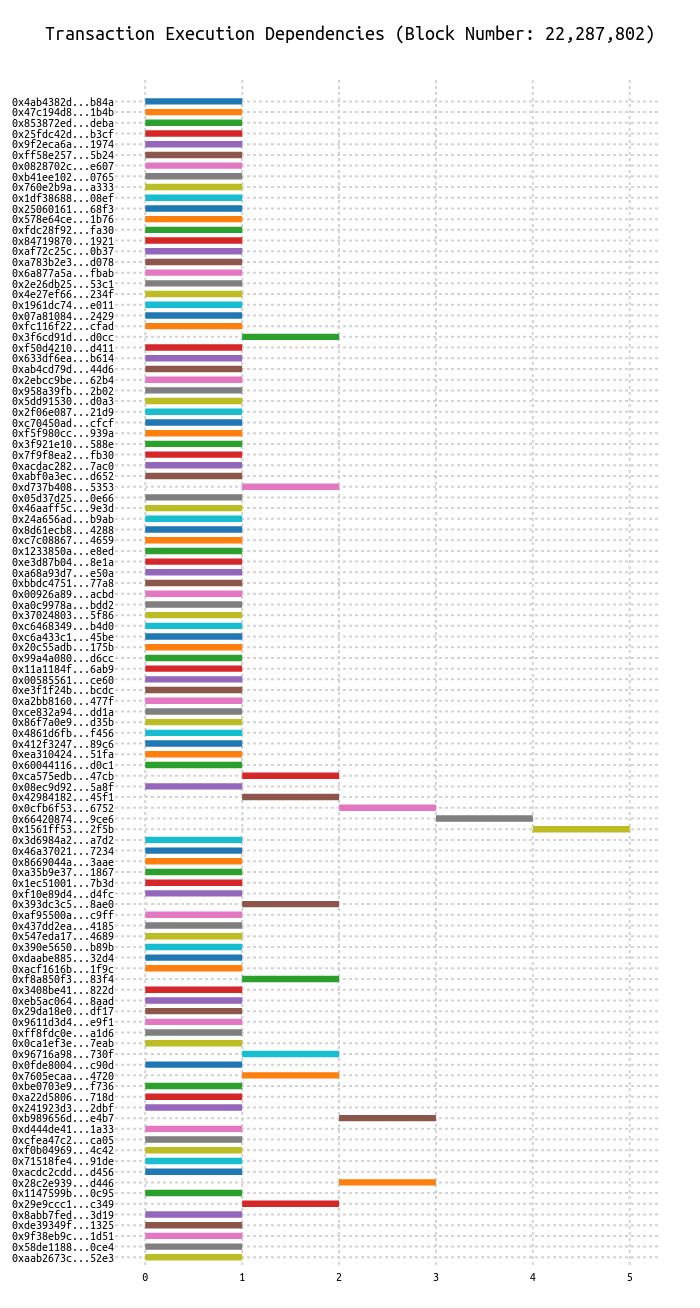 Transaction Execution Dependencies (Block Number: 22,287,802)
0x4ab4382d...b84a
0x47c194d8...1b4b
0x853872ed...deba
0x25fdc42d...b3cf
0x9f2eca6a...1974
0xff58e257...5b24
0x0828702c...e607
0xb41ee102...0765
0x760e2b9a...a333
0x1df38688...08ef
0x25060161...68f3
0x578e64ce...1b76
0xfdc28f92...fa30
0x84719870...1921
0xaf72c25c...0b37
0xa783b2e3...d078
0x6a877a5a...fbab
0x2e26db25...53c1
0x4e27ef66...234f
0x1961dc74...e011
0x07a81084...2429
0xfc116f22...cfad
0x3f6cd91d...d0cc
0xf50d4210...d411
0x633df6ea...b614
0xab4cd79d...44d6
0x2ebcc9be...62b4
0x958a39fb...2b02
0x5dd91530...d0a3
0x2f06e087...21d9
0xc70450ad...cfcf
0xf5f980cc...939a
0x3f921e10...588e
0x7f9f8ea2...fb30
0xacdac282...7ac0
0xabf0a3ec...d652
0xd737b408...5353
0x05d37d25...0e66
0x46aaff5c...9e3d
0x24a656ad...b9ab
0x8d61ecb8...4288
0xc7c08867...4659
0x1233850a...e8ed
0xe3d87b04...8e1a
0xa68a93d7...e50a
0xbbdc4751...77a8
0x00926a89...acbd
0xa0c9978a...bdd2
0x37024803...5f86
0xc6468349...b4d0
0xc6a433c1...45be
0x20c55adb...175b
0x99a4a080...d6cc
0x11a1184f...6ab9
0x00585561...ce60
0xe3f1f24b...bcdc
0xa2bb8160...477f
0xce832a94...dd1a
0x86f7a0e9...d35b
0x4861d6fb...f456
0x412f3247...89c6
0xea310424...51fa
0x60044116...d0c1
0xca575edb...47cb
0x08ec9d92...5a8f
0x42984182...45f1
0x0cfb6f53...6752
0x66420874...9ce6
0x1561ff53...2f5b
0x3d6984a2...a7d2
0x46a37021...7234
0x8669044a...3aae
0xa35b9e37...1867
0x1ec51001...7b3d
0xf10e89d4...d4fc
0x393dc3c5...8ae0
0xaf95500a...c9ff
0x437dd2ea...4185
0x547eda17...4689
0x390e5650...b89b
0xdaabe885...32d4
0xacf1616b...1f9c
0xf8a850f3...83f4
0x3408be41...822d
0xeb5ac064...8aad
0x29da18e0...df17
0x9611d3d4...e9f1
0xff8fdc0e...a1d6
0x0ca1ef3e...7eab
0x96716a98...730f
0x0fde8004...c90d
0x7605ecaa...4720
0xbe0703e9...f736
0xa22d5806...718d
0x241923d3...2dbf
0xb989656d...e4b7
0xd444de41...1a33
0xcfea47c2...ca05
0xf0b04969...4c42
0x71518fe4...91de
0xacdc2cdd...d456
0x28c2e939...d446
0x1147599b...0c95
0x29e9ccc1...c349
0x8abb7fed...3d19
0xde39349f...1325
0x9f38eb9c...1d51
0x58de1188...0ce4
0xaab2673c...52e3
0 1 2 3 4 5